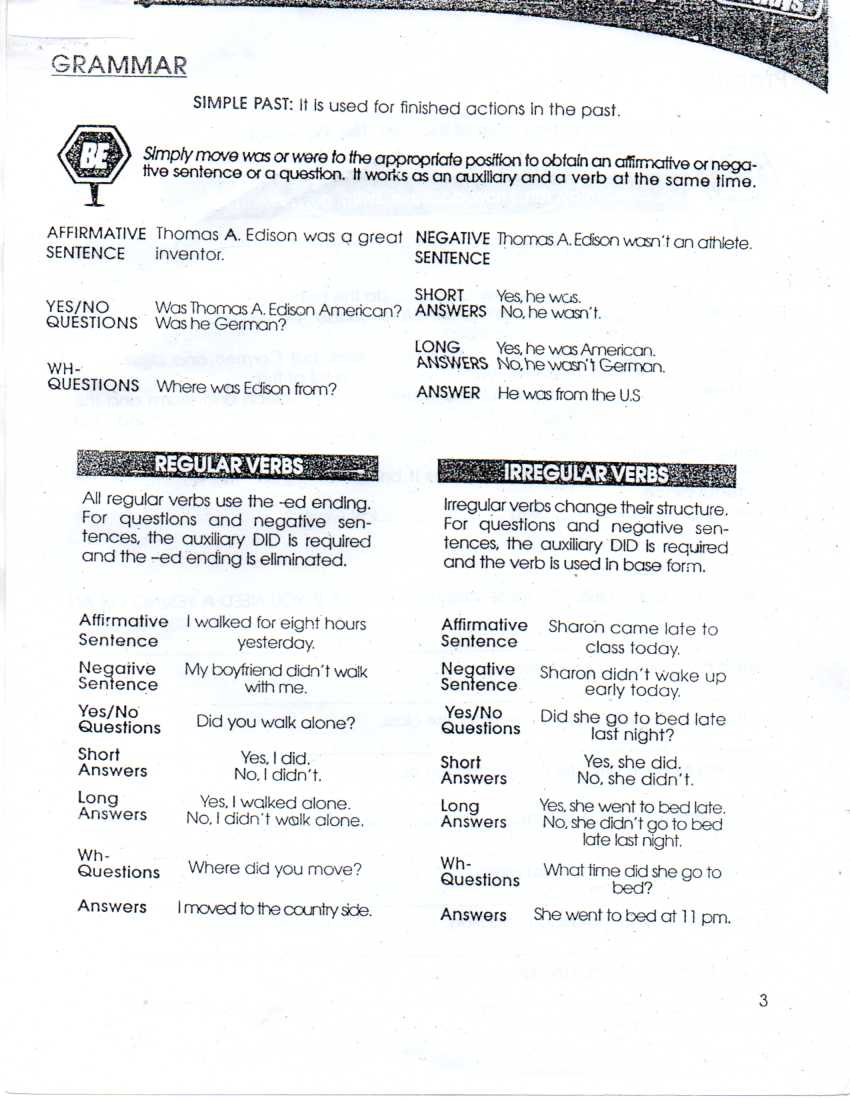 GRAMMAR
SIMPLE PAST: It is used for finished actions in the past.
BE
Simply move was or were to the appropriate position to obtain an affirmative or nega-
tive sentence or a question. It works as an auxiliary and a verb at the same time.
AFFIRMATIVE Thomas A. Edison was a great
SENTENCE inventor.
NEGATIVE Thomas A. Edison wasn't an athlete.
SENTENCE
YES/NO Was Thomas A. Edison American?
QUESTIONS Was he German?
SHORT Yes, he was.
ANSWERS No, he wasn't.
LONG Yes, he was American.
ANSWERS No, he wasn't German.
WH-
QUESTIONS Where was Edison from?
ANSWER He was from the U.S
REGULAR VERBS
All regular verbs use the -ed ending.
For questions and negative sen-
tences, the auxiliary DID is required
and the -ed ending is eliminated.
Affirmative I walked for eight hours
Sentence yesterday.
Negative My boyfriend didn't walk
Sentence with me.
Yes/No
Questions Did you walk alone?
Short Yes, I did.
Answers No, I didn't.
Long Yes, I walked alone.
Answers No, I didn't walk alone.
Wh-
Questions Where did you move?
Answers I moved to the country side.
IRREGULAR VERBS
Irregular verbs change their structure.
For questions and negative sen-
tences, the auxiliary DID is required
and the verb is used in base form.
Affirmative Sharon came late to
Sentence class today.
Negative Sharon didn't wake up
Sentence early today.
Yes/No Did she go to bed late
Questions last night?
Short Yes, she did.
Answers No, she didn't.
Long Yes, she went to bed late.
Answers No, she didn't go to bed
late last night.
Wh- What time did she go to
Questions bed?
Answers She went to bed at 11 pm.
3